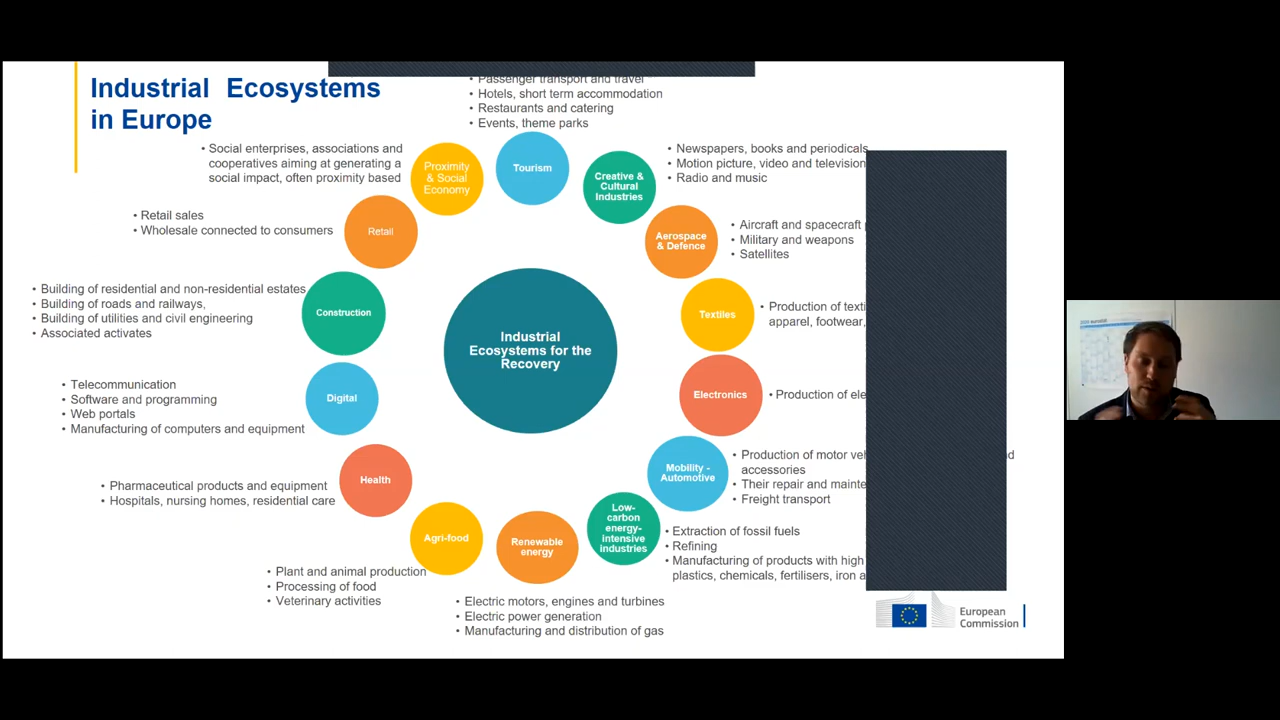 Industrial Ecosystems
in Europe
• Passenger transport and travel
• Hotels, short term accommodation
• Restaurants and catering
• Events, theme parks
• Social enterprises, associations and
cooperatives aiming at generating a
social impact, often proximity based
Proximity
& Social
Economy
Tourism
Creative &
Cultural
Industries
• Newspapers, books and periodicals
• Motion picture, video and television
• Radio and music
• Retail sales
• Wholesale connected to consumers
Retail
Aerospace
& Defence
• Aircraft and spacecraft
• Military and weapons
• Satellites
• Building of residential and non-residential estates
• Building of roads and railways,
• Building of utilities and civil engineering
• Associated activates
Construction
Industrial
Ecosystems for the
Recovery
Textiles
• Production of
apparel, footwear,
• Telecommunication
• Software and programming
• Web portals
• Manufacturing of computers and equipment
Digital
Electronics
• Production of
• Pharmaceutical products and equipment
• Hospitals, nursing homes, residential care
Health
Mobility -
Automotive
• Production of motor
accessories
• Their repair and
• Freight transport
Agri-food
Renewable
energy
Low-
carbon
energy-
intensive
industries
• Extraction of fossil fuels
• Refining
• Manufacturing of products with high
plastics, chemicals, fertilisers, iron
• Plant and animal production
• Processing of food
• Veterinary activities
• Electric motors, engines and turbines
• Electric power generation
• Manufacturing and distribution of gas
European
Commission